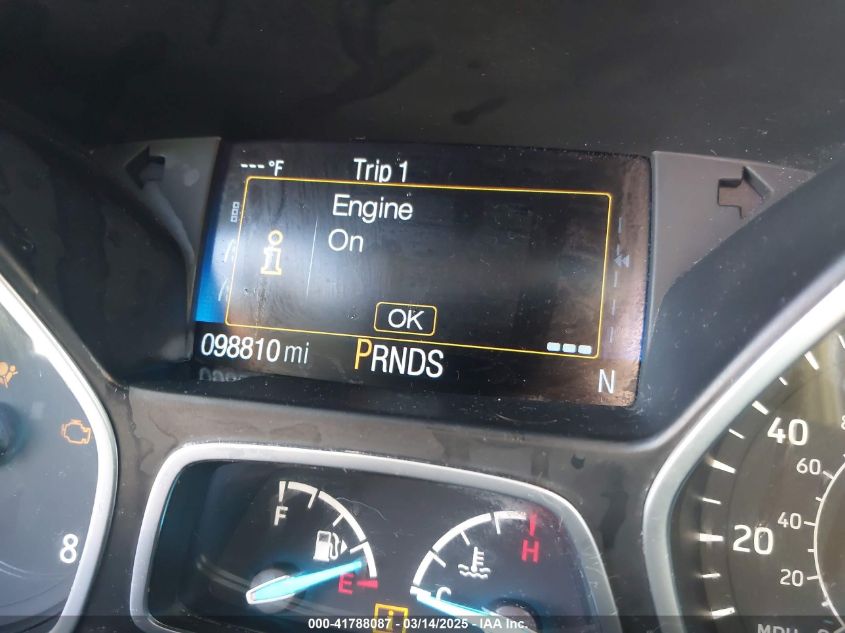 --- °F
Trip 1
Engine
On
OK
098810 mi
PRNDS
N
8
F
E
H
C
40
20
60
40
20
MPH
000-41788087 - 03/14/2025 - IAA Inc.